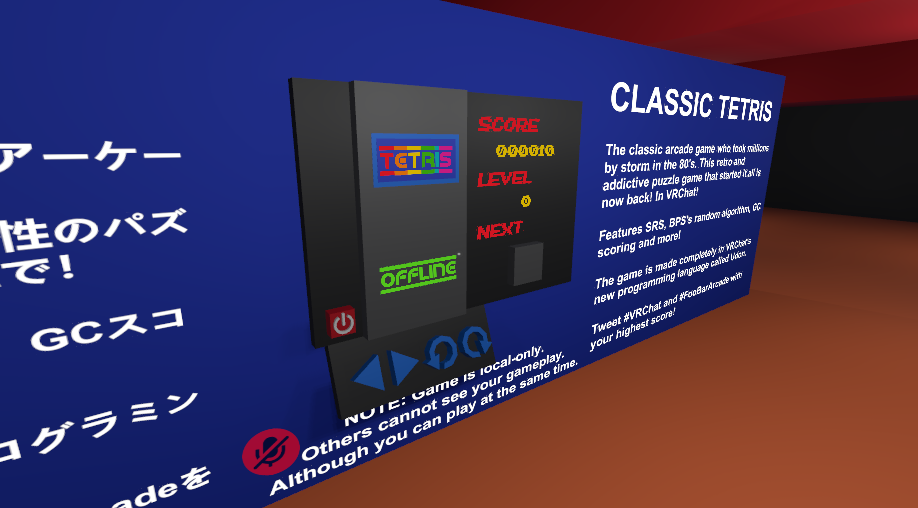 アーケー
性のパズ
で!
GCスコ
ログラミン
adeを
TETRIS
OFFLINE
SCORE
000010
LEVEL
0
NEXT
NOTE: Game is local-only.
Others cannot see your gameplay.
Although you can play at the same time.
CLASSIC TETRIS
The classic arcade game who took millions
by storm in the 80's. This retro and
addictive puzzle game that started it all is
now back! In VRChat!
Features SRS, BPS's random algorithm, GC
scoring and more!
The game is made completely in VRChat's
new programming language called Udon.
Tweet #VRChat and #FooBarArcade with
your highest score!